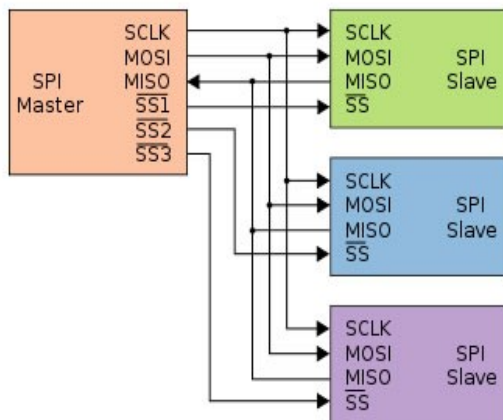 SCLK
MOSI
MISO
SS1
SS2
SS3
SPI
Master
SCLK
MOSI
MISO
SS
SPI
Slave
SCLK
MOSI
MISO
SS
SPI
Slave
SCLK
MOSI
MISO
SS
SPI
Slave